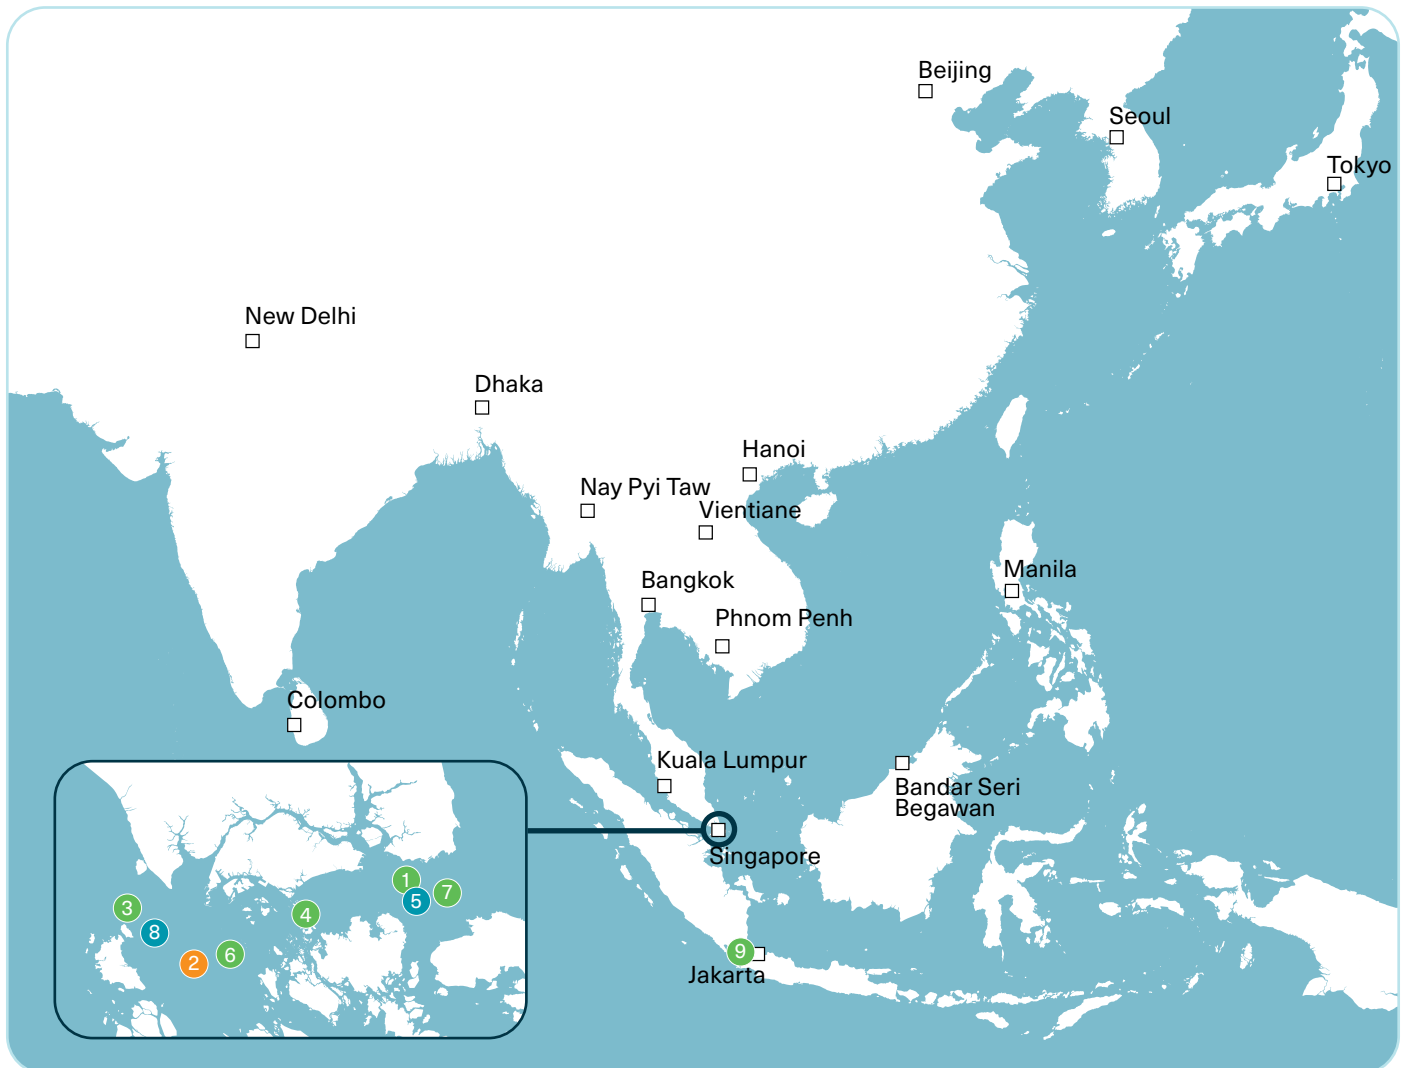 Beijing
Seoul
Tokyo
New Delhi
Dhaka
Hanoi
Nay Pyi Taw
Vientiane
Manila
Bangkok
Phnom Penh
Colombo
Kuala Lumpur
Bandar Seri
Begawan
Singapore
1
7
5
3
4
8
6
2
9
Jakarta